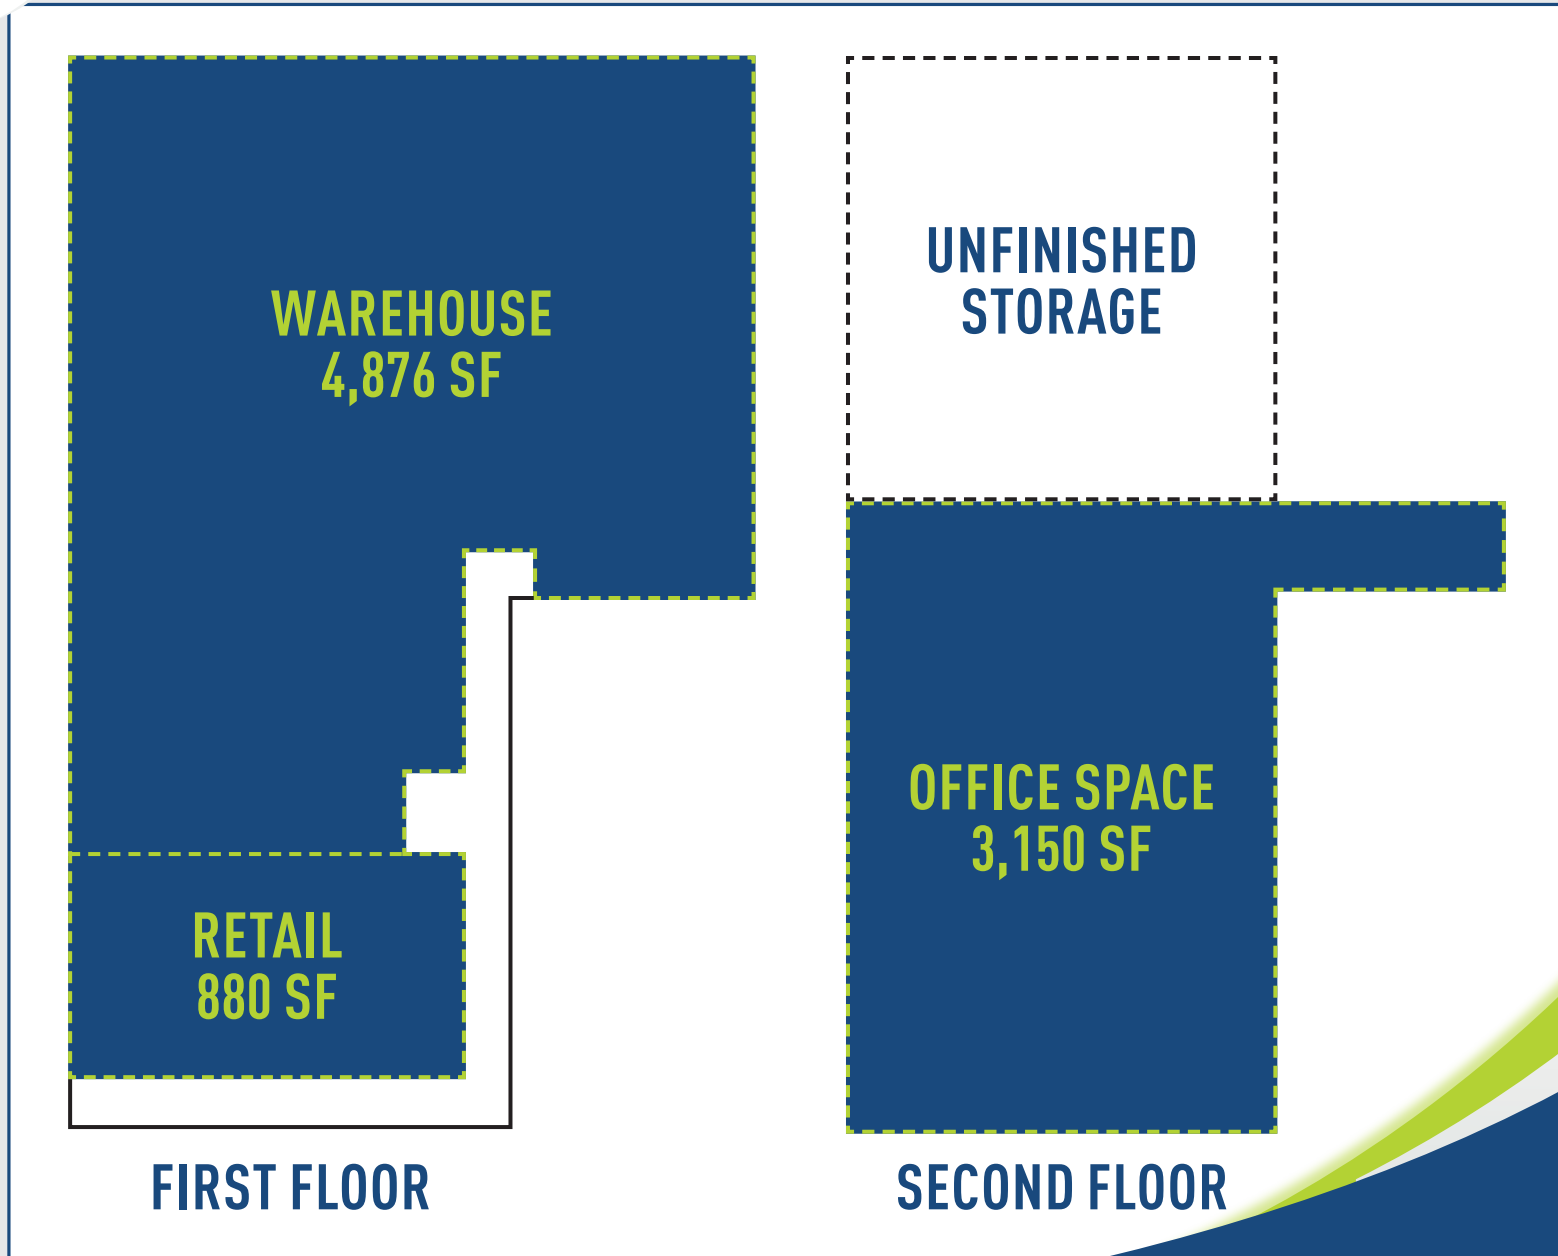 WAREHOUSE
4,876 SF
RETAIL
880 SF
FIRST FLOOR
UNFINISHED
STORAGE
OFFICE SPACE
3,150 SF
SECOND FLOOR